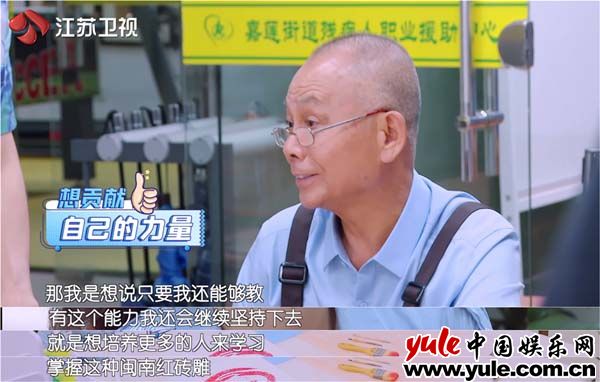 江苏卫视
嘉莲街道残疾人职业援助中心
想贡献
自己的力量
那我是想说只要我还能够教
有这个能力我还会继续坚持下去
就是想培养更多的人来学习
掌握这种闽南红砖雕
yule中国娱乐网
www.yule.com.cn